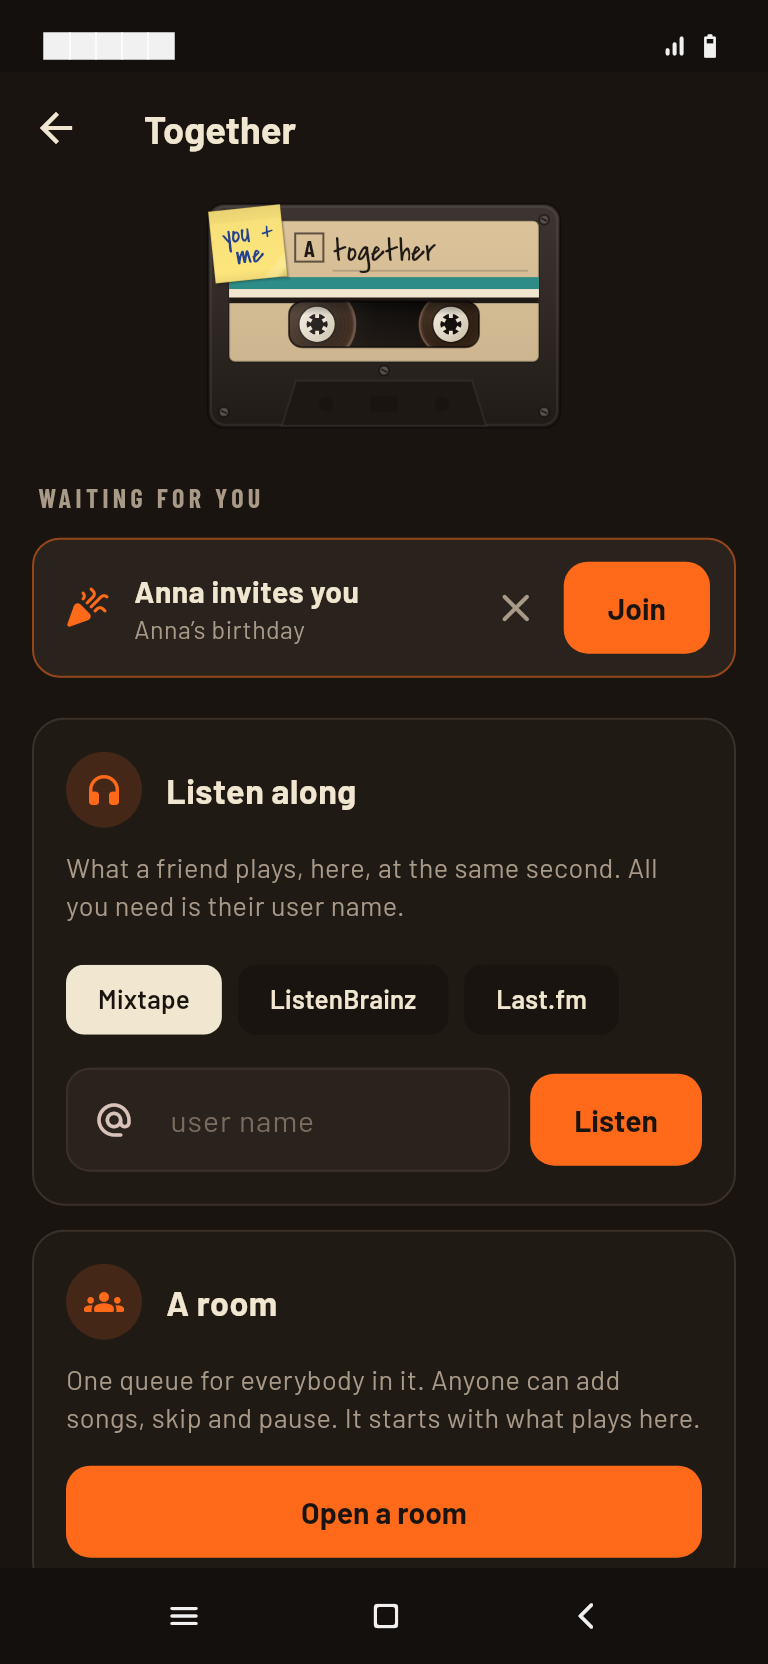 Together
you +
me
A together
WAITING FOR YOU
Anna invites you
Anna's birthday
Join
Listen along
What a friend plays, here, at the same second. All
you need is their user name.
Mixtape ListenBrainz Last.fm
user name
Listen
A room
One queue for everybody in it. Anyone can add
songs, skip and pause. It starts with what plays here.
Open a room